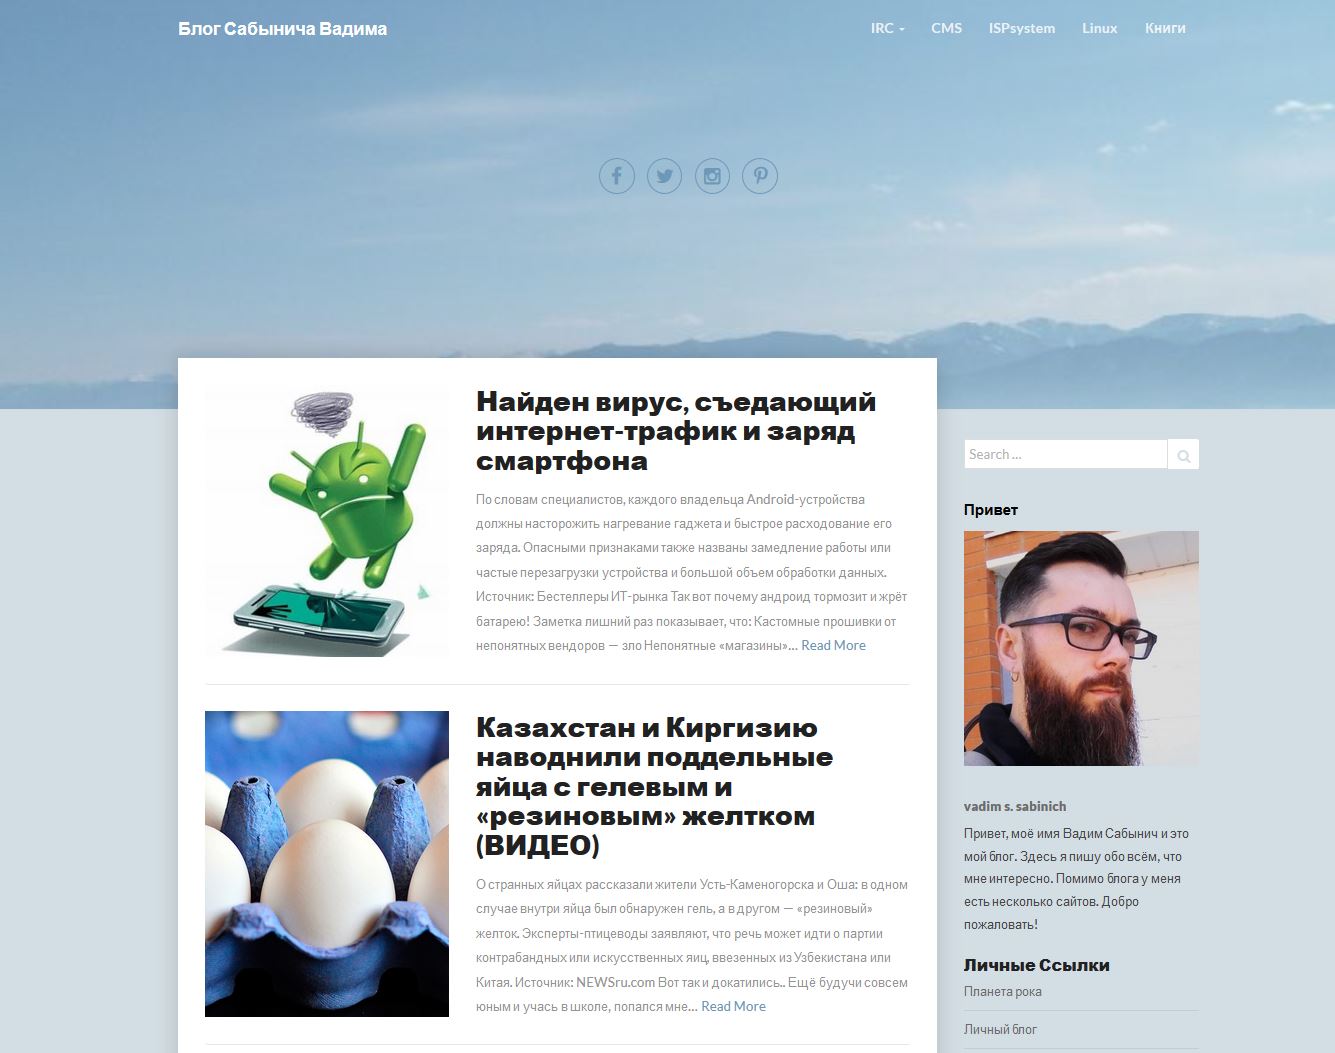 Блог Сабынича Вадима
IRC CMS ISPsystem Linux Книги
Найден вирус, съедающий
интернет-трафик и заряд
смартфона
По словам специалистов, каждого владельца Android-устройства
должны насторожить нагревание гаджета и быстрое расходование его
заряда. Опасными признаками также названы замедление работы или
частые перезагрузки устройства и большой объем обработки данных.
Источник: Бестеллеры ИТ-рынка Так вот почему андроид тормозит и жрёт
батарею! Заметка лишний раз показывает, что: Кастомные прошивки от
непонятных вендоров — зло Непонятные «магазины»… Read More
Казахстан и Киргизию
наводнили поддельные
яйца с гелевым и
«резиновым» желтком
(ВИДЕО)
О странных яйцах рассказали жители Усть-Каменогорска и Оша: в одном
случае внутри яйца был обнаружен гель, а в другом — «резиновый»
желток. Эксперты-птицеводы заявляют, что речь может идти о партии
контрабандных или искусственных яиц, ввезенных из Узбекистана или
Китая. Источник: NEWSru.com Вот так и докатились.. Ещё будучи совсем
юным и учась в школе, попался мне… Read More
Search …
Привет
vadim s. sabinich
Привет, моё имя Вадим Сабынич и это
мой блог. Здесь я пишу обо всём, что
мне интересно. Помимо блога у меня
есть несколько сайтов. Добро
пожаловать!
Личные Ссылки
Планета рока
Личный блог